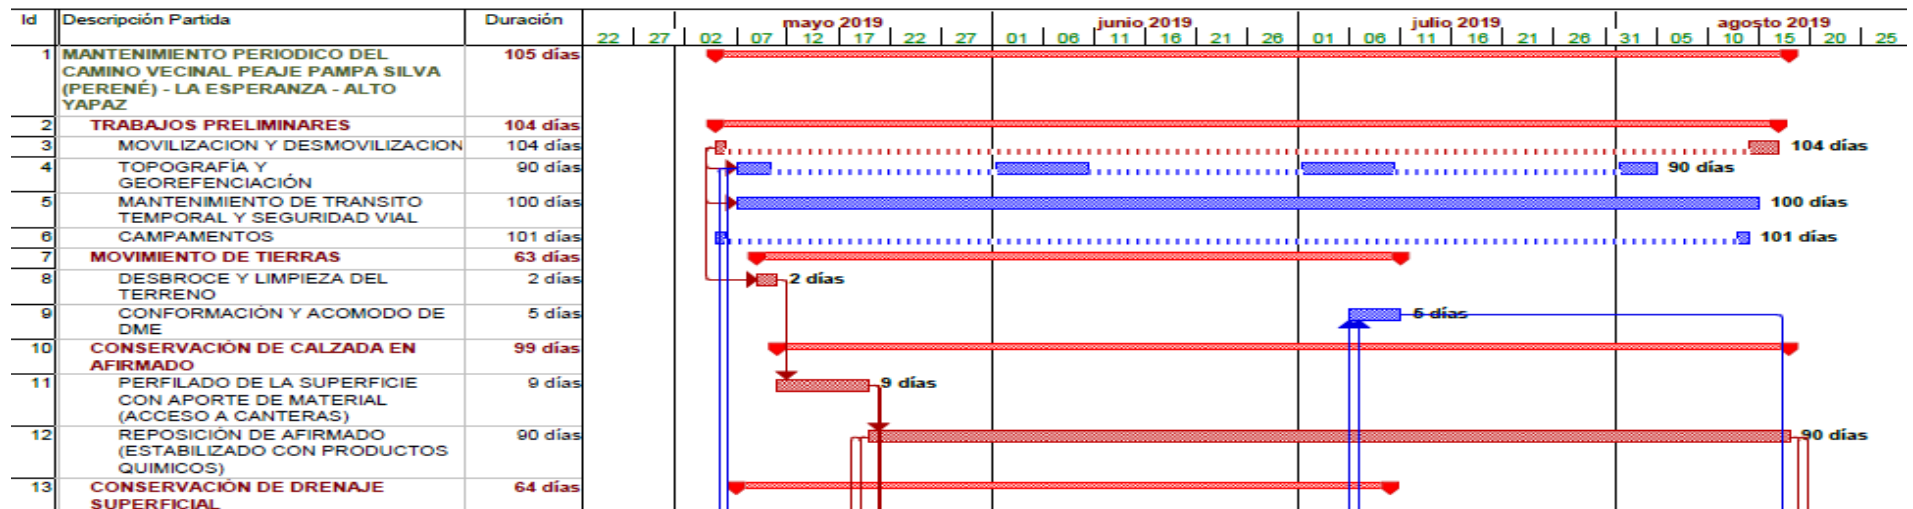 Id Descripción Partida Duración mayo 2019 junio 2019 julio 2019 agosto 2019
22 27 02 07 12 17 22 27 01 06 11 16 21 26 01 06 11 16 21 26 31 05 10 15 20 25
1 MANTENIMIENTO PERIODICO DEL 105 días
CAMINO VECINAL PEAJE PAMPA SILVA
(PERENÉ) - LA ESPERANZA - ALTO
YAPAZ
2 TRABAJOS PRELIMINARES 104 días
3 MOVILIZACION Y DESMOVILIZACION 104 días 104 días
4 TOPOGRAFÍA Y 90 días 90 días
GEOREFENCIACIÓN
5 MANTENIMIENTO DE TRANSITO 100 días 100 días
TEMPORAL Y SEGURIDAD VIAL
6 CAMPAMENTOS 101 días 101 días
7 MOVIMIENTO DE TIERRAS 63 días
8 DESBROCE Y LIMPIEZA DEL 2 días 2 días
TERRENO
9 CONFORMACIÓN Y ACOMODO DE 5 días 5 días
DME
10 CONSERVACIÓN DE CALZADA EN 99 días
AFIRMADO
11 PERFILADO DE LA SUPERFICIE 9 días 9 días
CON APORTE DE MATERIAL
(ACCESO A CANTERAS)
12 REPOSICIÓN DE AFIRMADO 90 días 90 días
(ESTABILIZADO CON PRODUCTOS
QUIMICOS)
13 CONSERVACIÓN DE DRENAJE 64 días
SUPERFICIAL